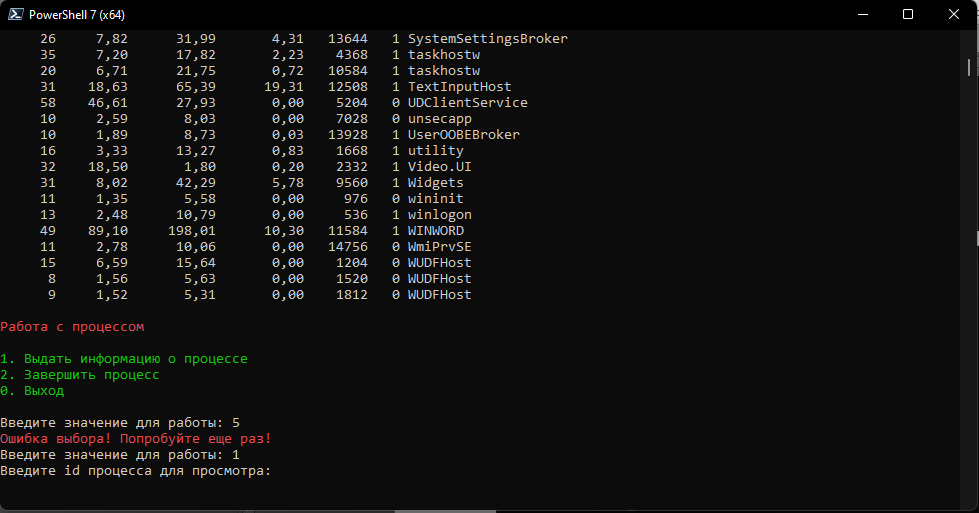 PowerShell 7 (x64)
26 7,82 31,99 4,31 13644 1 SystemSettingsBroker
35 7,20 17,82 2,23 4368 1 taskhostw
20 6,71 21,75 0,72 10584 1 taskhostw
31 18,63 65,39 19,31 12508 1 TextInputHost
58 46,61 27,93 0,00 5204 0 UDClientService
10 2,59 8,03 0,00 7028 0 unsecapp
10 1,89 8,73 0,03 13928 1 UserOOBEBroker
16 3,33 13,27 0,83 1668 1 utility
32 18,50 1,80 0,20 2332 1 Video.UI
31 8,02 42,29 5,78 9560 1 Widgets
11 1,35 5,58 0,00 976 0 wininit
13 2,48 10,79 0,00 536 1 winlogon
49 89,10 198,01 10,30 11584 1 WINWORD
11 2,78 10,06 0,00 14756 0 WmiPrvSE
15 6,59 15,64 0,00 1204 0 WUDFHost
8 1,56 5,63 0,00 1520 0 WUDFHost
9 1,52 5,31 0,00 1812 0 WUDFHost
Работа с процессом
1. Выдать информацию о процессе
2. Завершить процесс
0. Выход
Введите значение для работы: 5
Ошибка выбора! Попробуйте еще раз!
Введите значение для работы: 1
Введите id процесса для просмотра: